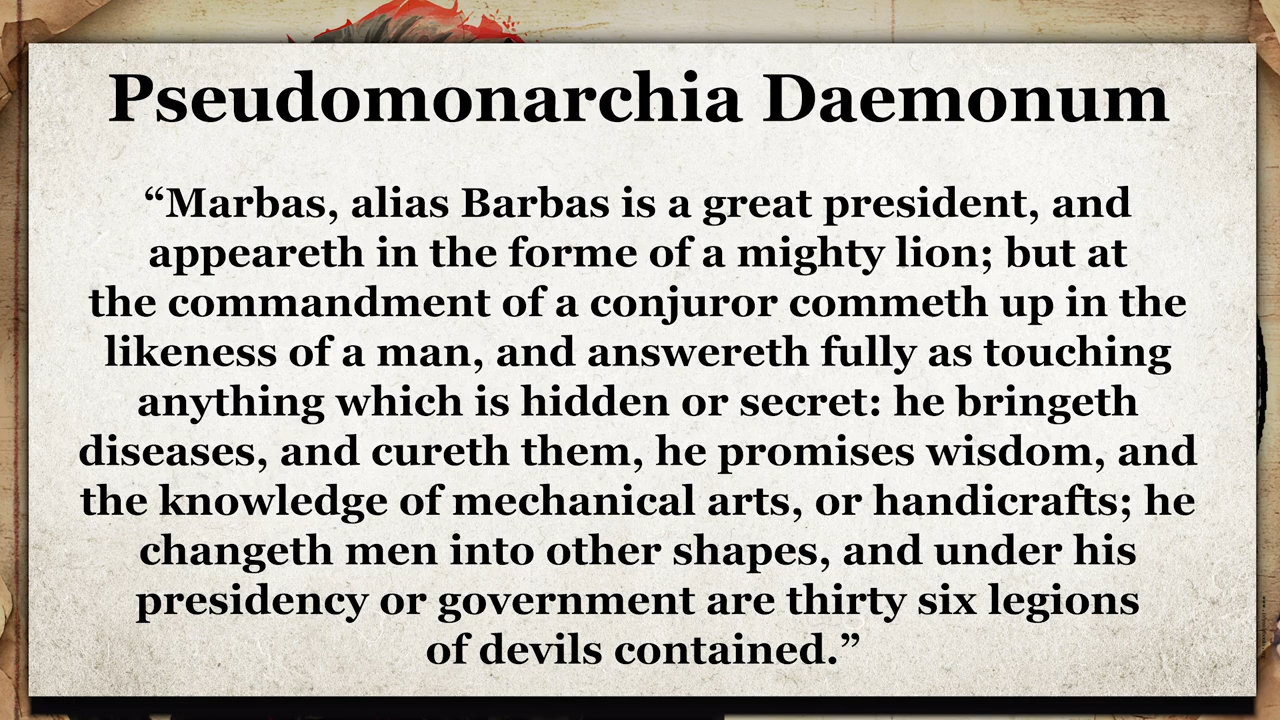 Pseudomonarchia Daemonum
“Marbas, alias Barbas is a great president, and
appeareth in the forme of a mighty lion; but at
the commandment of a conjuror commeth up in the
likeness of a man, and answereth fully as touching
anything which is hidden or secret: he bringeth
diseases, and cureth them, he promises wisdom, and
the knowledge of mechanical arts, or handicrafts; he
changeth men into other shapes, and under his
presidency or government are thirty six legions
of devils contained.”